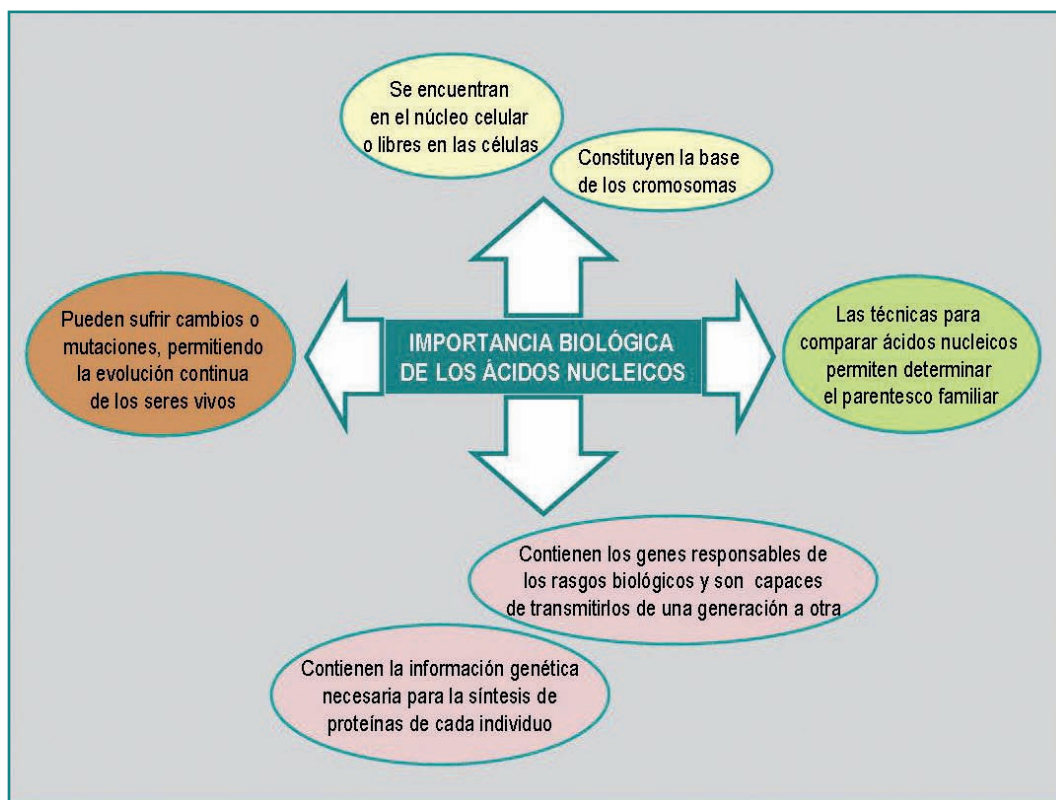 Se encuentran
en el núcleo celular
o libres en las células
Constituyen la base
de los cromosomas
Pueden sufrir cambios o
mutaciones, permitiendo
la evolución continua
de los seres vivos
IMPORTANCIA BIOLÓGICA
DE LOS ÁCIDOS NUCLEICOS
Las técnicas para
comparar ácidos nucleicos
permiten determinar
el parentesco familiar
Contienen los genes responsables de
los rasgos biológicos y son capaces
de transmitirlos de una generación a otra
Contienen la información genética
necesaria para la síntesis de
proteínas de cada individuo